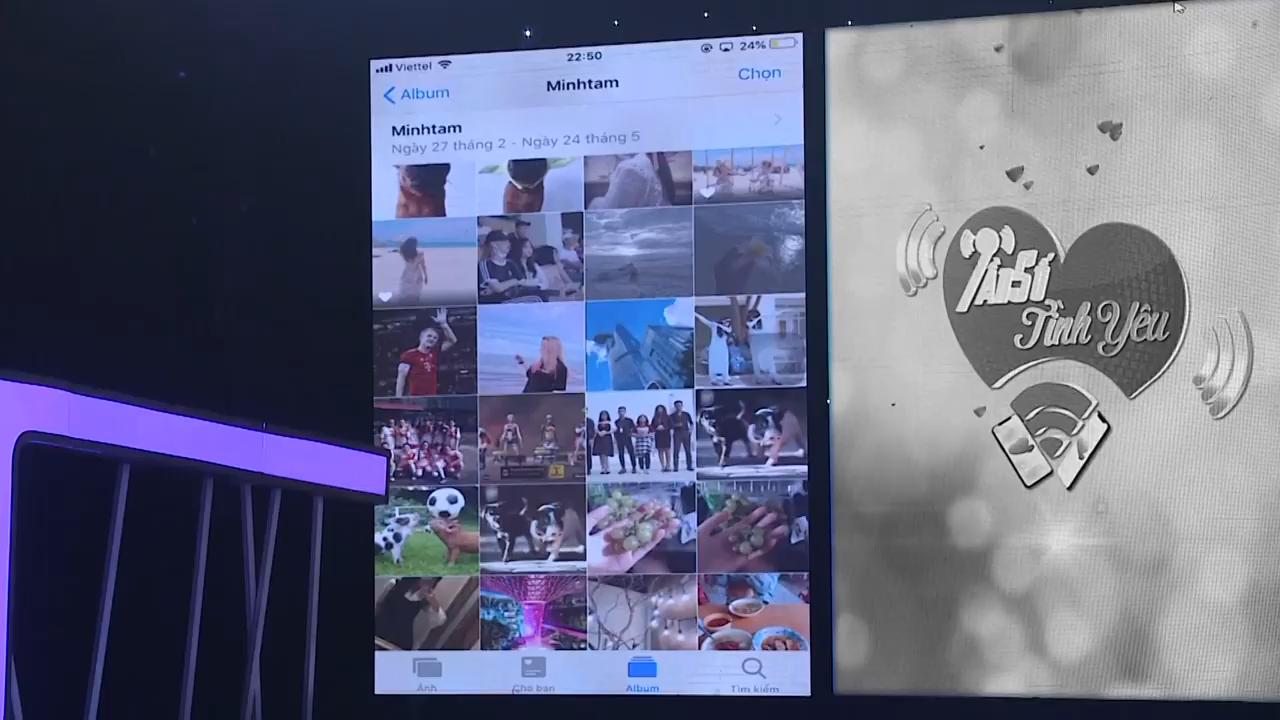 Viettel
22:50
24%
Album
Minhtam
Chọn
Minhtam
Ngày 27 tháng 2 - Ngày 24 tháng 5
Ảnh
Cho bạn
Album
Tìm kiếm
TầnSố
Tình Yêu